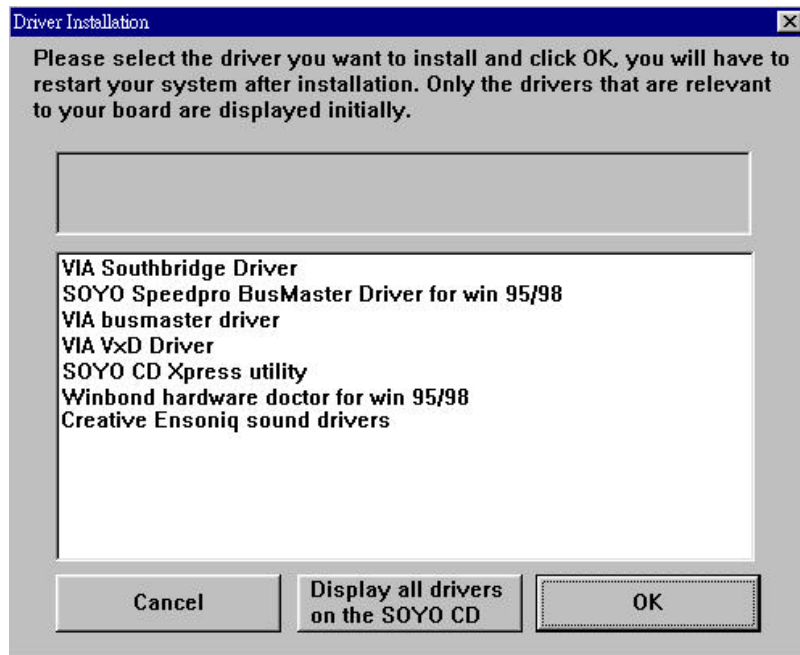 Driver Installation
Please select the driver you want to install and click OK, you will have to
restart your system after installation. Only the drivers that are relevant
to your board are displayed initially.
VIA Southbridge Driver
SOYO Speedpro BusMaster Driver for win 95/98
VIA busmaster driver
VIA VxD Driver
SOYO CD Xpress utility
Winbond hardware doctor for win 95/98
Creative Ensoniq sound drivers
Cancel
Display all drivers
on the SOYO CD
OK